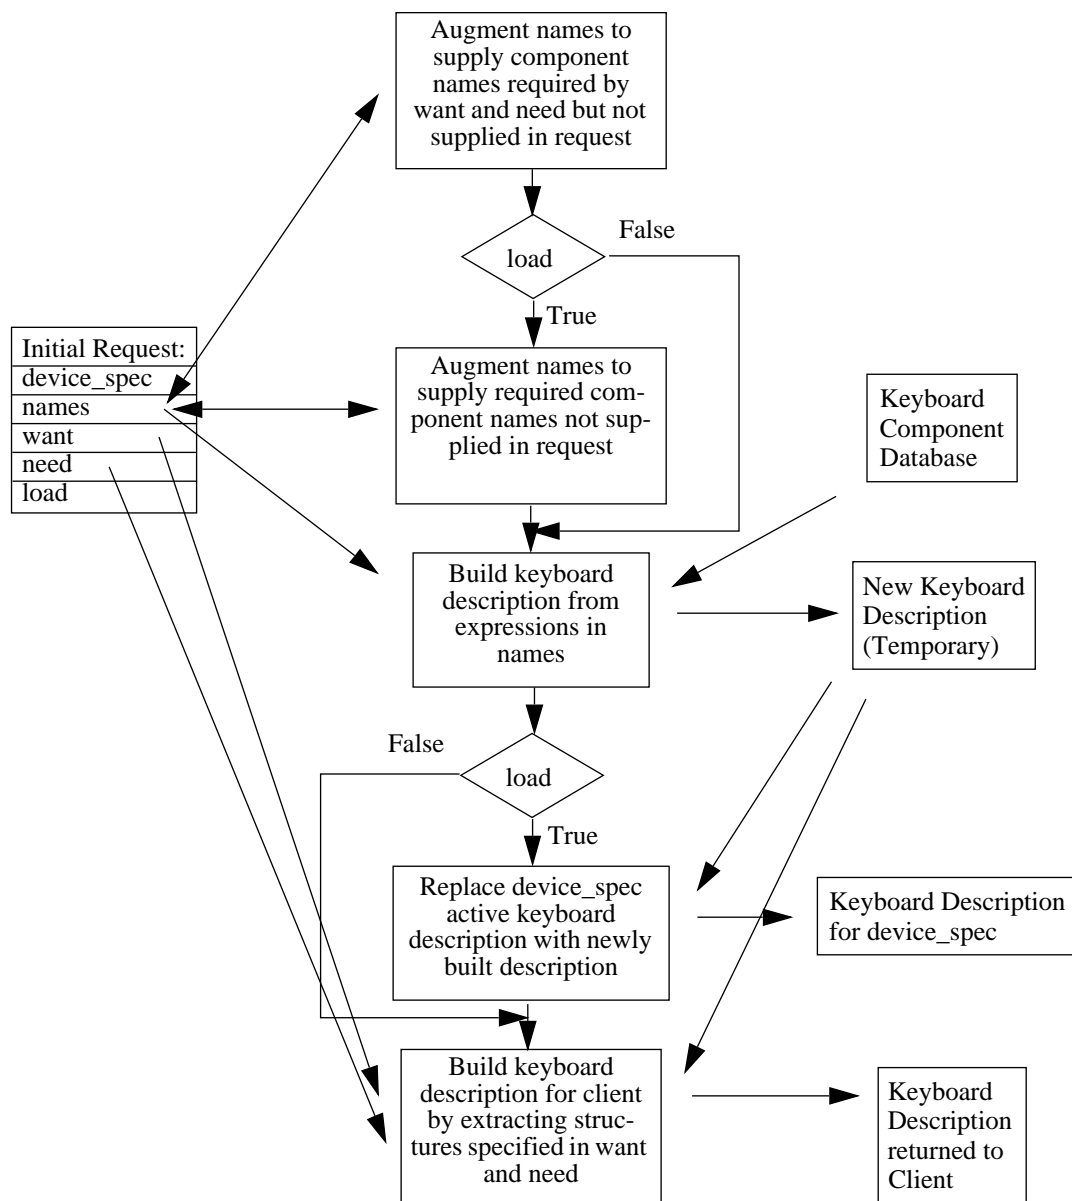 Augment names to
supply component
names required by
want and need but not
supplied in request
False
load
True
Initial Request:
device_spec
names
want
need
load
Augment names to
supply required com-
ponent names not sup-
plied in request
Keyboard
Component
Database
Build keyboard
description from
expressions in
names
New Keyboard
Description
(Temporary)
False
load
True
Replace device_spec
active keyboard
description with newly
built description
Keyboard Description
for device_spec
Build keyboard
description for client
by extracting struc-
tures specified in want
and need
Keyboard
Description
returned to
Client